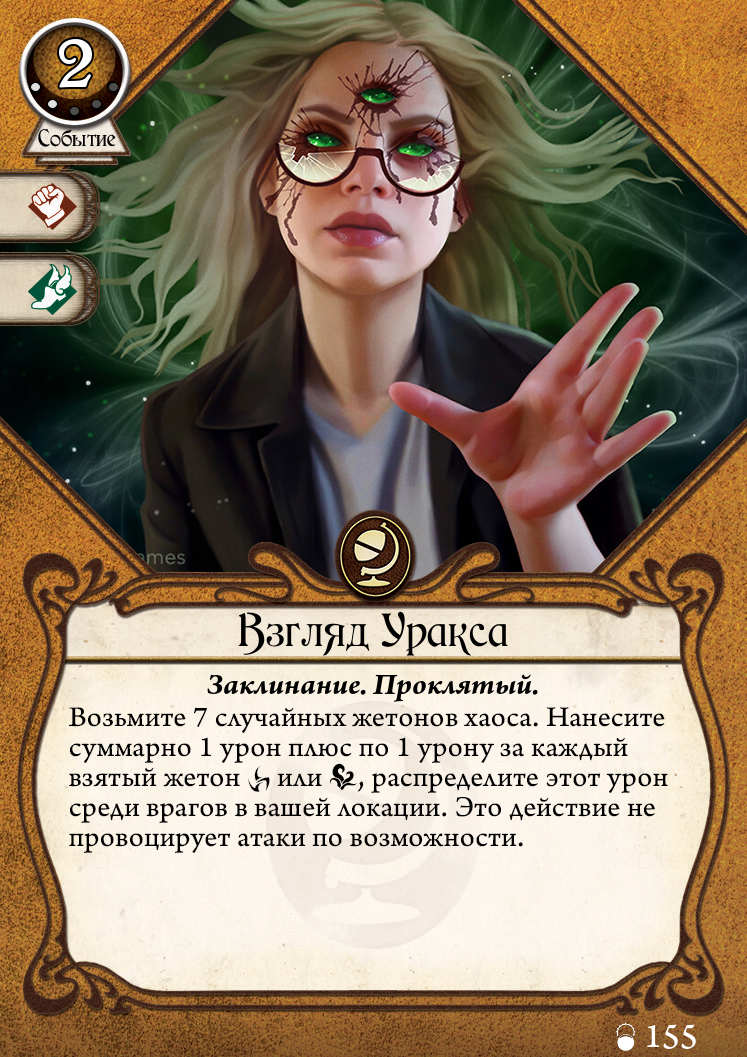 2
Событие
emes
Взгляд Уракса
Заклинание. Проклятый.
Возьмите 7 случайных жетонов хаоса. Нанесите
суммарно 1 урон плюс по 1 урону за каждый
взятый жетон или , распределите этот урон
среди врагов в вашей локации. Это действие не
провоцирует атаки по возможности.
155